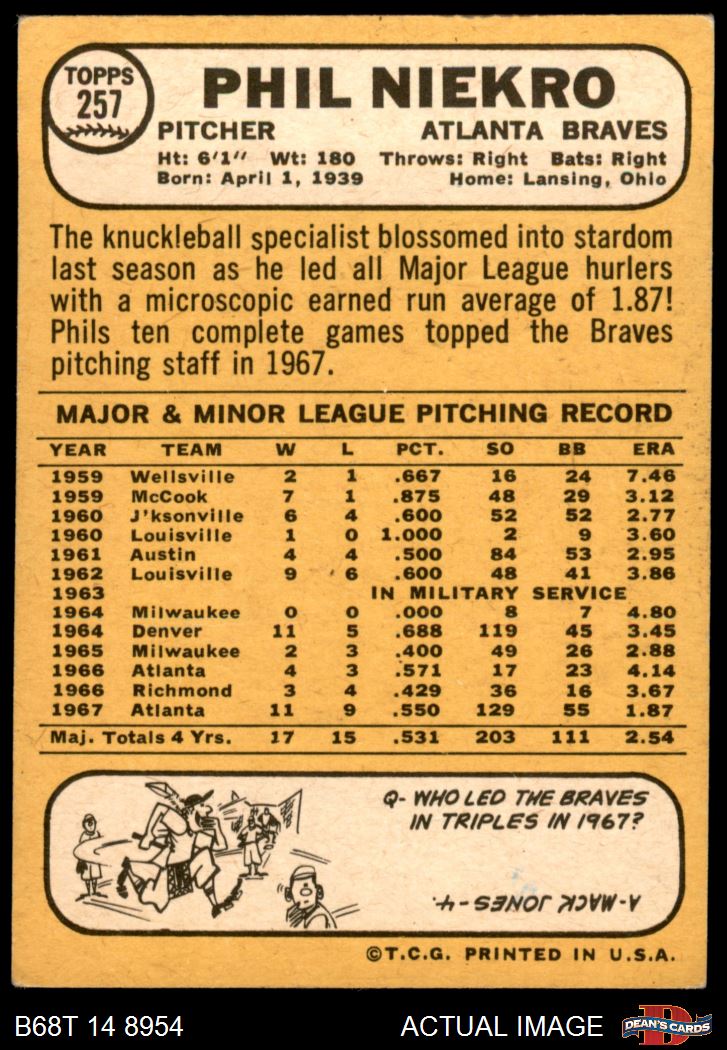 TOPPS
257
PHIL NIEKRO
PITCHER ATLANTA BRAVES
Ht: 6'1" Wt: 180 Throws: Right Bats: Right
Born: April 1, 1939 Home: Lansing, Ohio
The knuckleball specialist blossomed into stardom
last season as he led all Major League hurlers
with a microscopic earned run average of 1.87!
Phils ten complete games topped the Braves
pitching staff in 1967.
MAJOR & MINOR LEAGUE PITCHING RECORD
YEAR TEAM W L PCT. SO BB ERA
1959 Wellsville 2 1 .667 16 24 7.46
1959 McCook 7 1 .875 48 29 3.12
1960 J'ksonville 6 4 .600 52 52 2.77
1960 Louisville 1 0 1.000 2 9 3.60
1961 Austin 4 4 .500 84 53 2.95
1962 Louisville 9 6 .600 48 41 3.86
1963 IN MILITARY SERVICE
1964 Milwaukee 0 0 .000 8 7 4.80
1964 Denver 11 5 .688 119 45 3.45
1965 Milwaukee 2 3 .400 49 26 2.88
1966 Atlanta 4 3 .571 17 23 4.14
1966 Richmond 3 4 .429 36 16 3.67
1967 Atlanta 11 9 .550 129 55 1.87
Maj. Totals 4 Yrs. 17 15 .531 203 111 2.54
Q- WHO LED THE BRAVES
IN TRIPLES IN 1967?
A- MACK JONES-4.
©T.C.G. PRINTED IN U.S.A.
B68T 14 8954 ACTUAL IMAGE
D
DEAN'S CARDS